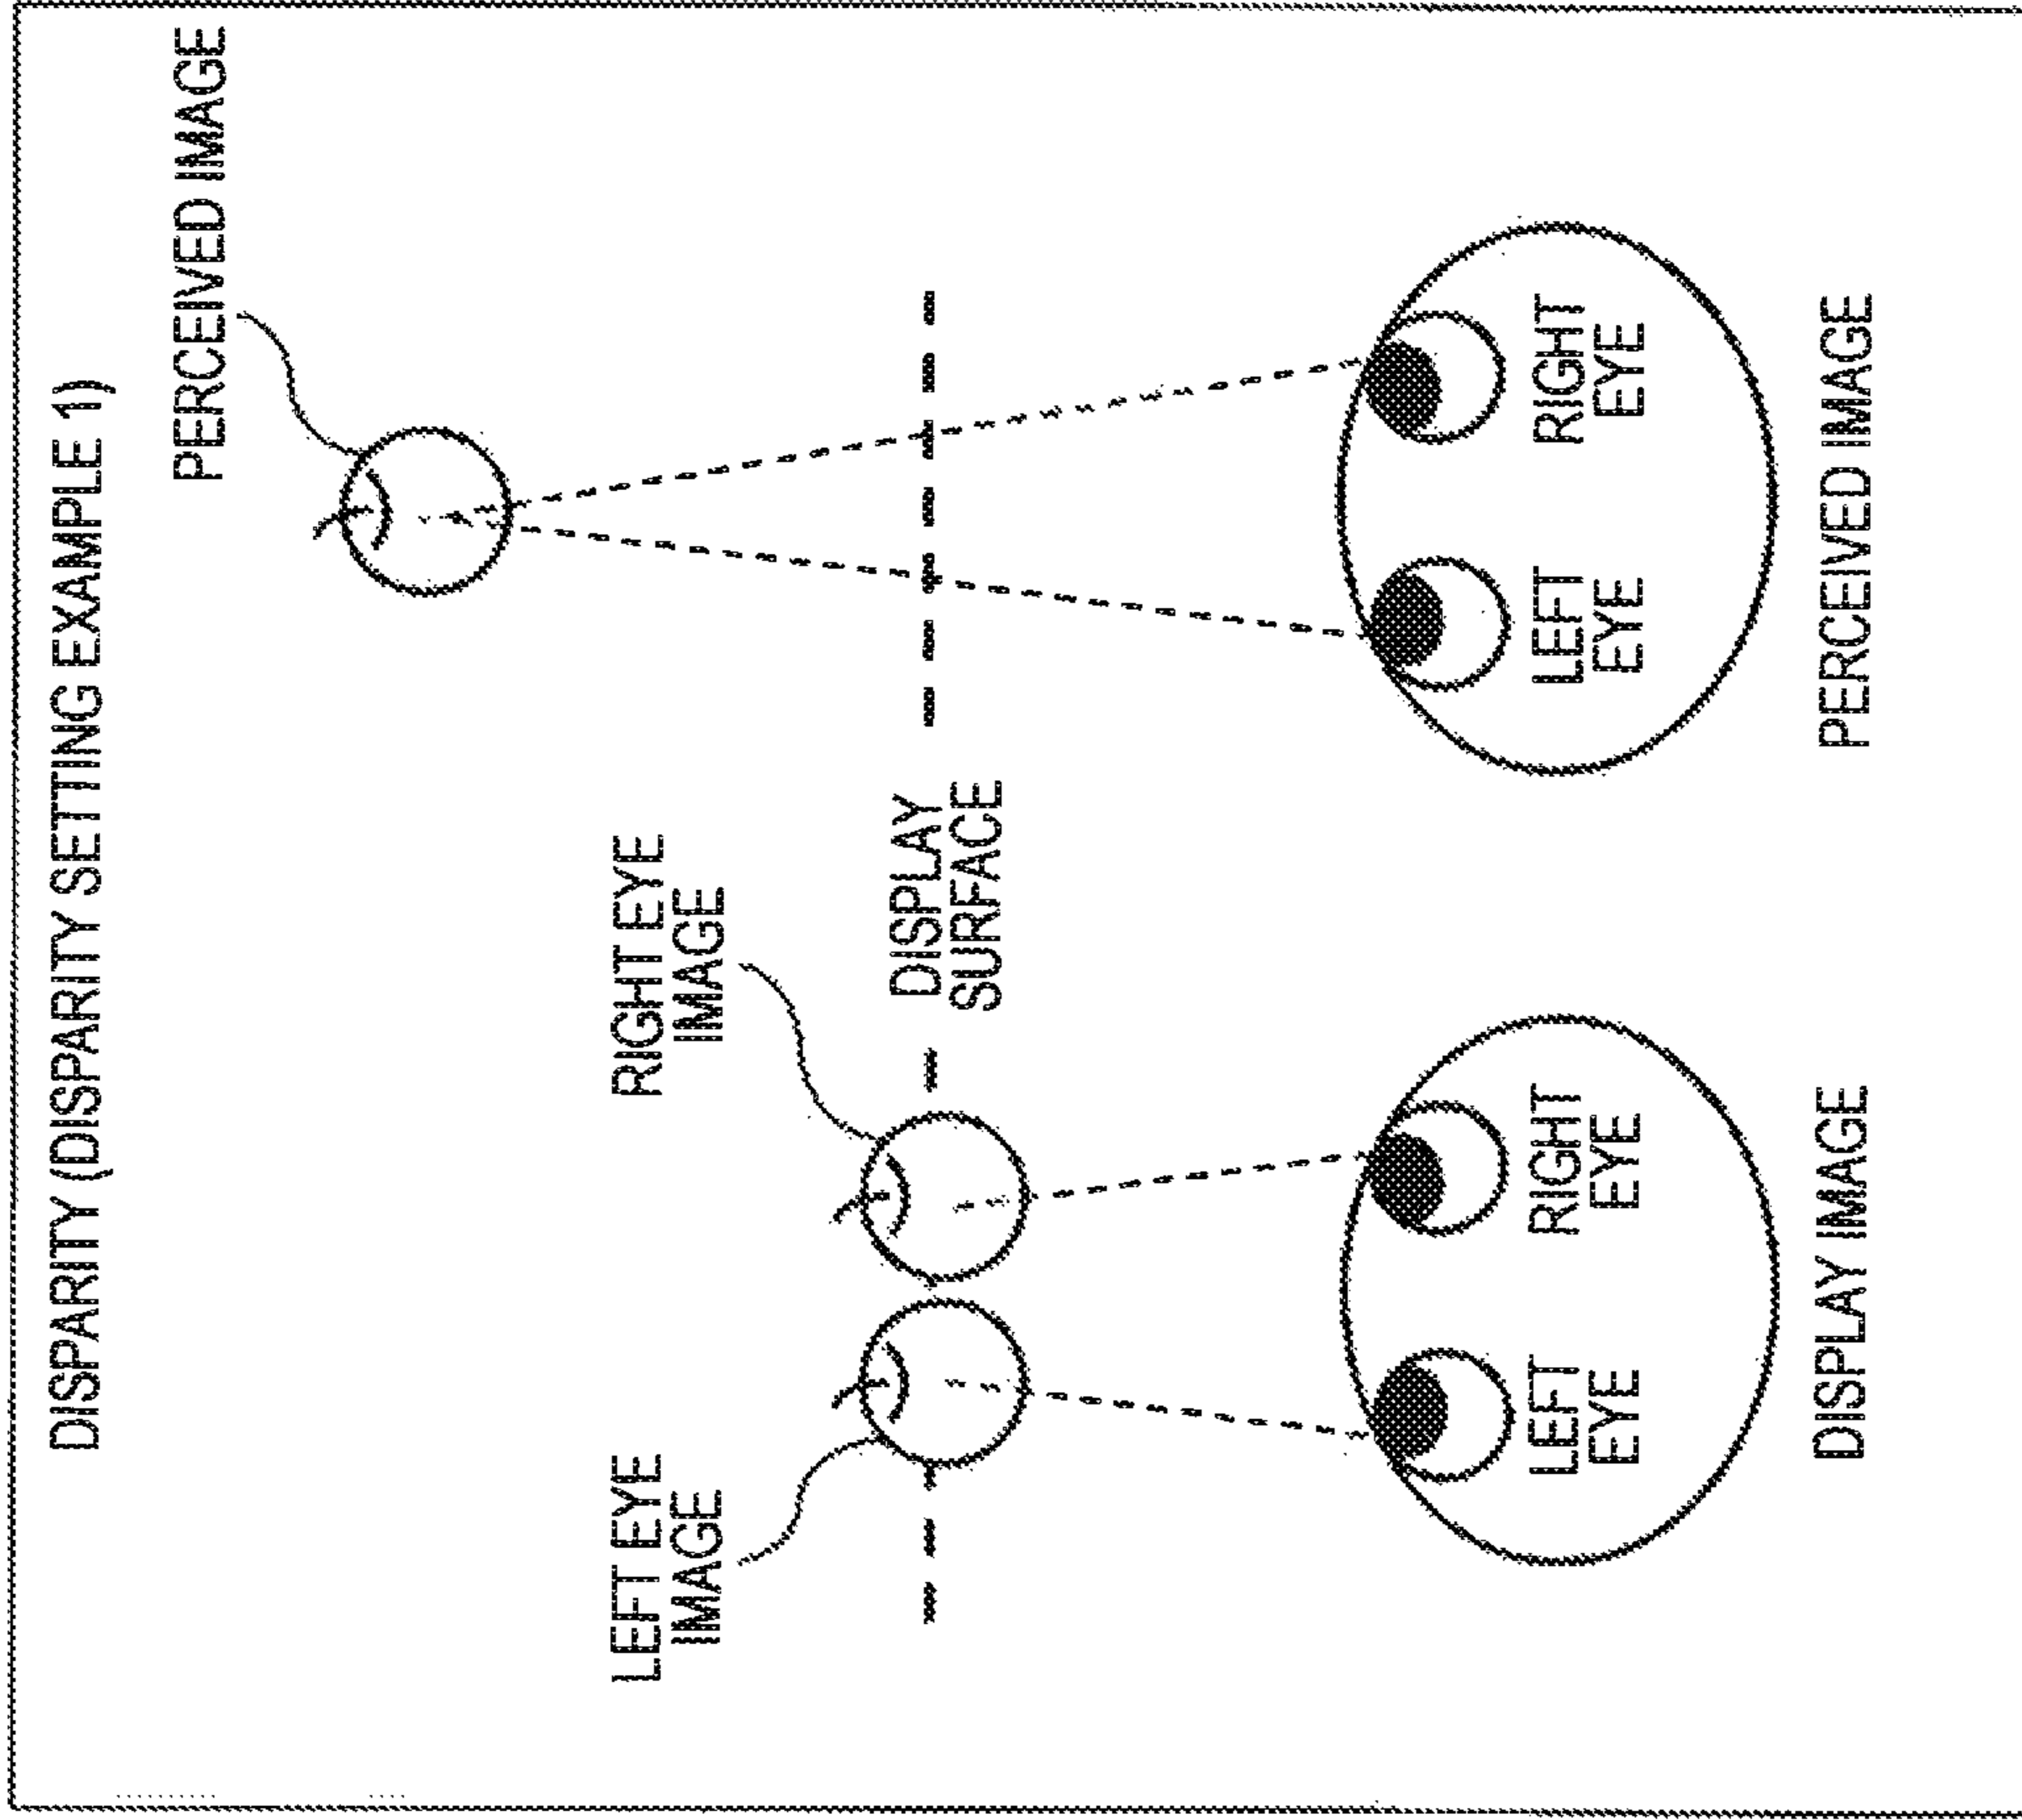 DISPARITY (DISPARITY SETTING EXAMPLE 1)
PERCEIVED IMAGE
LEFT EYE
IMAGE
RIGHT EYE
IMAGE
DISPLAY
SURFACE
LEFT
EYE
RIGHT
EYE
LEFT
EYE
RIGHT
EYE
DISPLAY IMAGE
PERCEIVED IMAGE